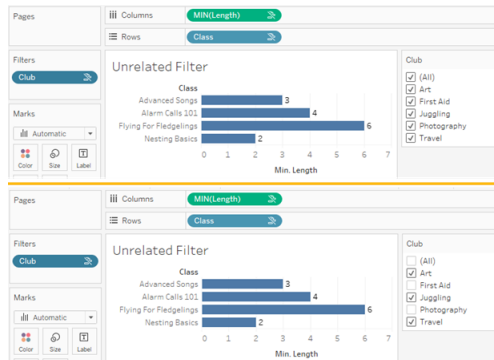 Pages
Columns
MIN(Length)
Rows
Class
Filters
Club
Marks
Automatic
Color
Size
Label
Unrelated Filter
Class
Advanced Songs
3
Alarm Calls 101
4
Flying For Fledgelings
6
Nesting Basics
2
0 1 2 3 4 5 6 7
Min. Length
Club
(All)
Art
First Aid
Juggling
Photography
Travel
Pages
Columns
MIN(Length)
Rows
Class
Filters
Club
Marks
Automatic
Color
Size
Label
Unrelated Filter
Class
Advanced Songs
3
Alarm Calls 101
4
Flying For Fledgelings
6
Nesting Basics
2
0 1 2 3 4 5 6 7
Min. Length
Club
(All)
Art
First Aid
Juggling
Photography
Travel